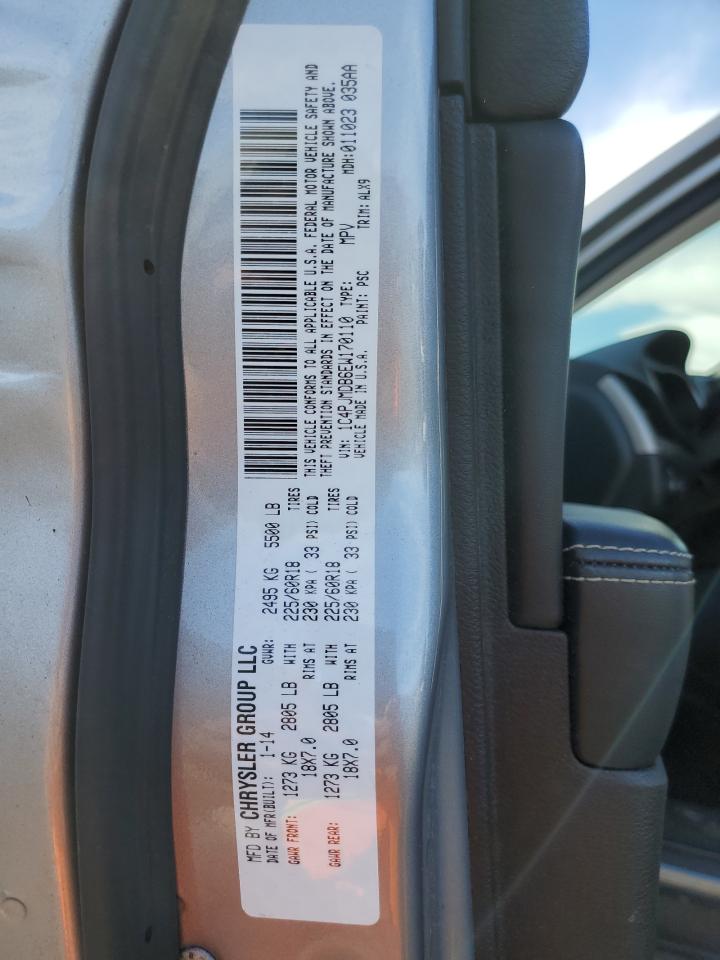 MFD BY CHRYSLER GROUP LLC
DATE OF MFR(BUILT): 1-14 GVWR: 2495 KG 5500 LB
GAWR FRONT: 1273 KG 2805 LB WITH 225/60R18 TIRES
18X7.0 RIMS AT 230 KPA ( 33 PSI) COLD
GAWR REAR: 1273 KG 2805 LB WITH 225/60R18 TIRES
18X7.0 RIMS AT 230 KPA ( 33 PSI) COLD
THIS VEHICLE CONFORMS TO ALL APPLICABLE U.S.A. FEDERAL MOTOR VEHICLE SAFETY AND
THEFT PREVENTION STANDARDS IN EFFECT ON THE DATE OF MANUFACTURE SHOWN ABOVE.
VIN: 1C4PJMDB6EW170110 TYPE: MPV MDH:011023 035AA
VEHICLE MADE IN U.S.A. PAINT: PSC TRIM: ALX9